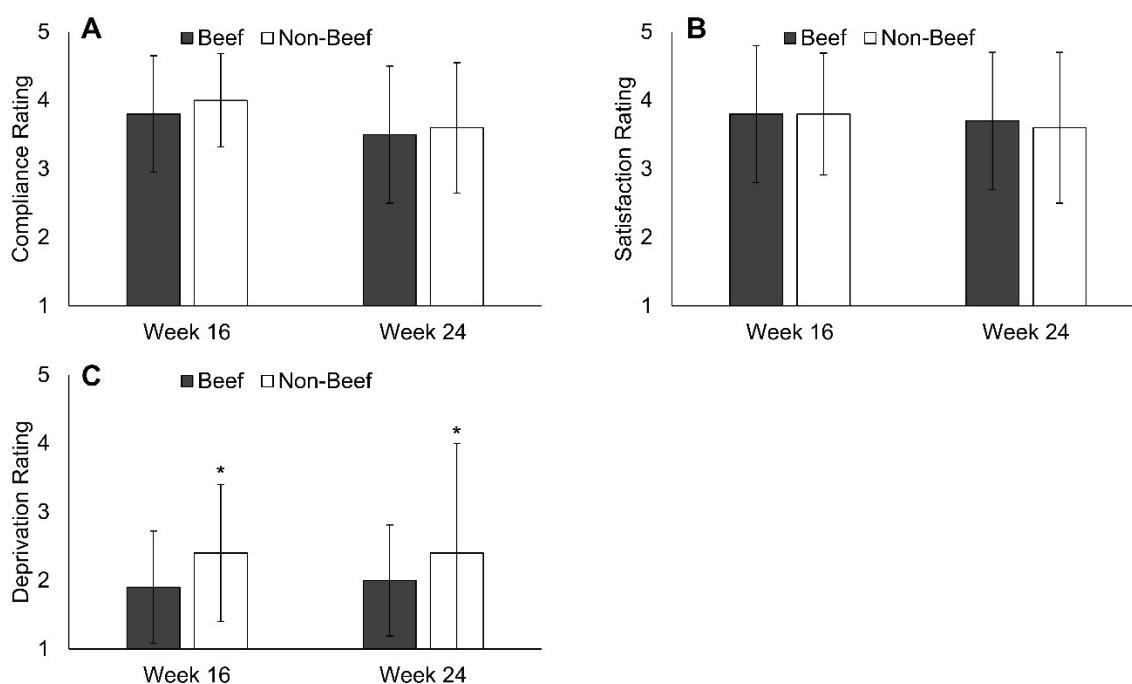 A
Beef Non-Beef
5
4
3
2
1
Compliance Rating
Week 16 Week 24
B
Beef Non-Beef
5
4
3
2
1
Satisfaction Rating
Week 16 Week 24
C
Beef Non-Beef
5
4
3
2
1
Deprivation Rating
* *
Week 16 Week 24